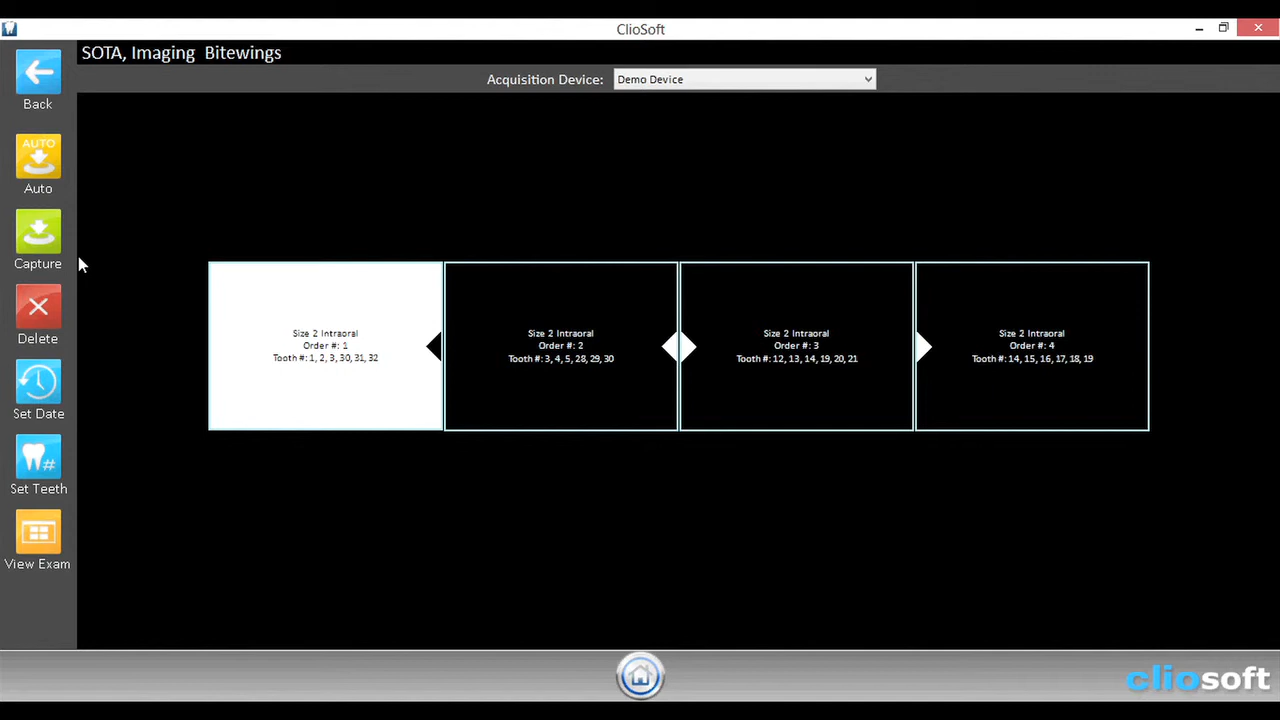 ClioSoft
SOTA, Imaging Bitewings
Acquisition Device: Demo Device
Back
AUTO
Auto
Capture
Delete
Set Date
#
Set Teeth
View Exam
Size 2 Intraoral
Order #: 1
Tooth #: 1, 2, 3, 30, 31, 32
Size 2 Intraoral
Order #: 2
Tooth #: 3, 4, 5, 28, 29, 30
Size 2 Intraoral
Order #: 3
Tooth #: 12, 13, 14, 19, 20, 21
Size 2 Intraoral
Order #: 4
Tooth #: 14, 15, 16, 17, 18, 19
cliosoft